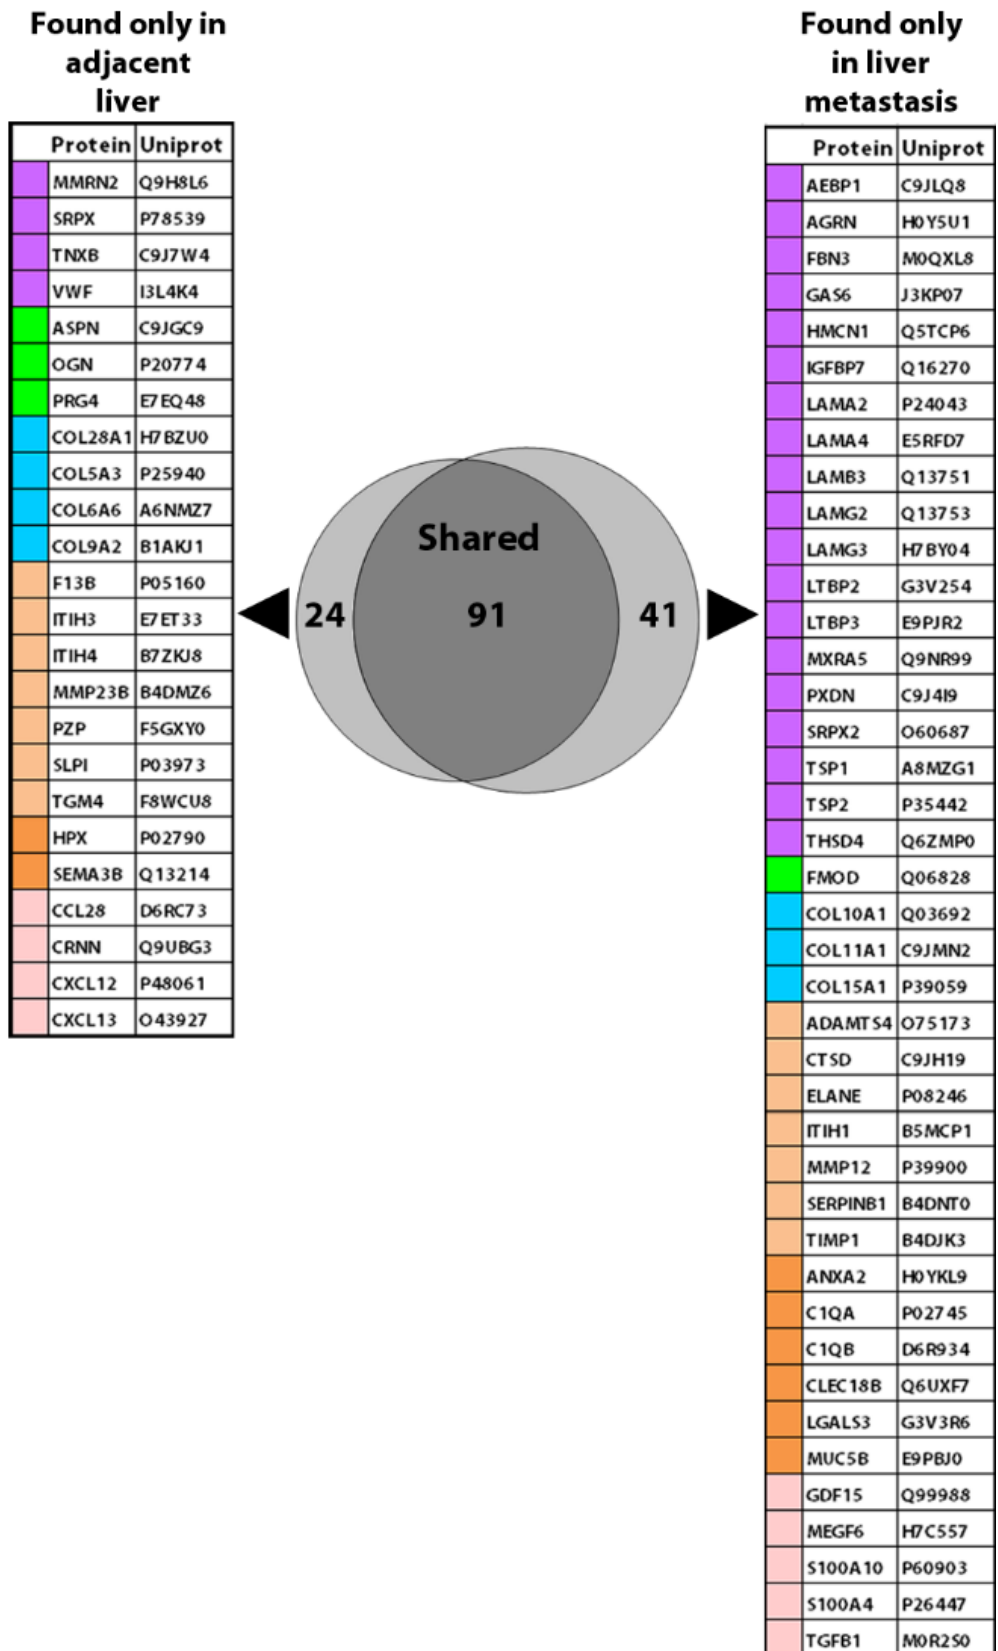 Found only in
adjacent
liver
Protein Uniprot
MMRN2 Q9H8L6
SRPX P78539
TNXB C9J7W4
VWF I3L4K4
ASPN C9JGC9
OGN P20774
PRG4 E7EQ48
COL28A1 H7BZU0
COL5A3 P25940
COL6A6 A6NMZ7
COL9A2 B1AKJ1
F13B P05160
ITIH3 E7ET33
ITIH4 B7ZKJ8
MMP23B B4DMZ6
PZP F5GXY0
SLPI P03973
TGM4 F8WCU8
HPX P02790
SEMA3B Q13214
CCL28 D6RC73
CRNN Q9UBG3
CXCL12 P48061
CXCL13 O43927
Shared
24 91 41
Found only
in liver
metastasis
Protein Uniprot
AEBP1 C9JLQ8
AGRN H0Y5U1
FBN3 M0QXL8
GAS6 J3KP07
HMCN1 Q5TCP6
IGFBP7 Q16270
LAMA2 P24043
LAMA4 E5RFD7
LAMB3 Q13751
LAMG2 Q13753
LAMG3 H7BY04
LTBP2 G3V254
LTBP3 E9PJR2
MXRA5 Q9NR99
PXDN C9J4I9
SRPX2 O60687
TSP1 A8MZG1
TSP2 P35442
THSD4 Q6ZMP0
FMOD Q06828
COL10A1 Q03692
COL11A1 C9JMN2
COL15A1 P39059
ADAMTS4 O75173
CTSD C9JH19
ELANE P08246
ITIH1 B5MCP1
MMP12 P39900
SERPINB1 B4DNT0
TIMP1 B4DJK3
ANXA2 H0YKL9
C1QA P02745
C1QB D6R934
CLEC18B Q6UXF7
LGALS3 G3V3R6
MUC5B E9PBJ0
GDF15 Q99988
MEGF6 H7C557
S100A10 P60903
S100A4 P26447
TGFB1 M0R2S0